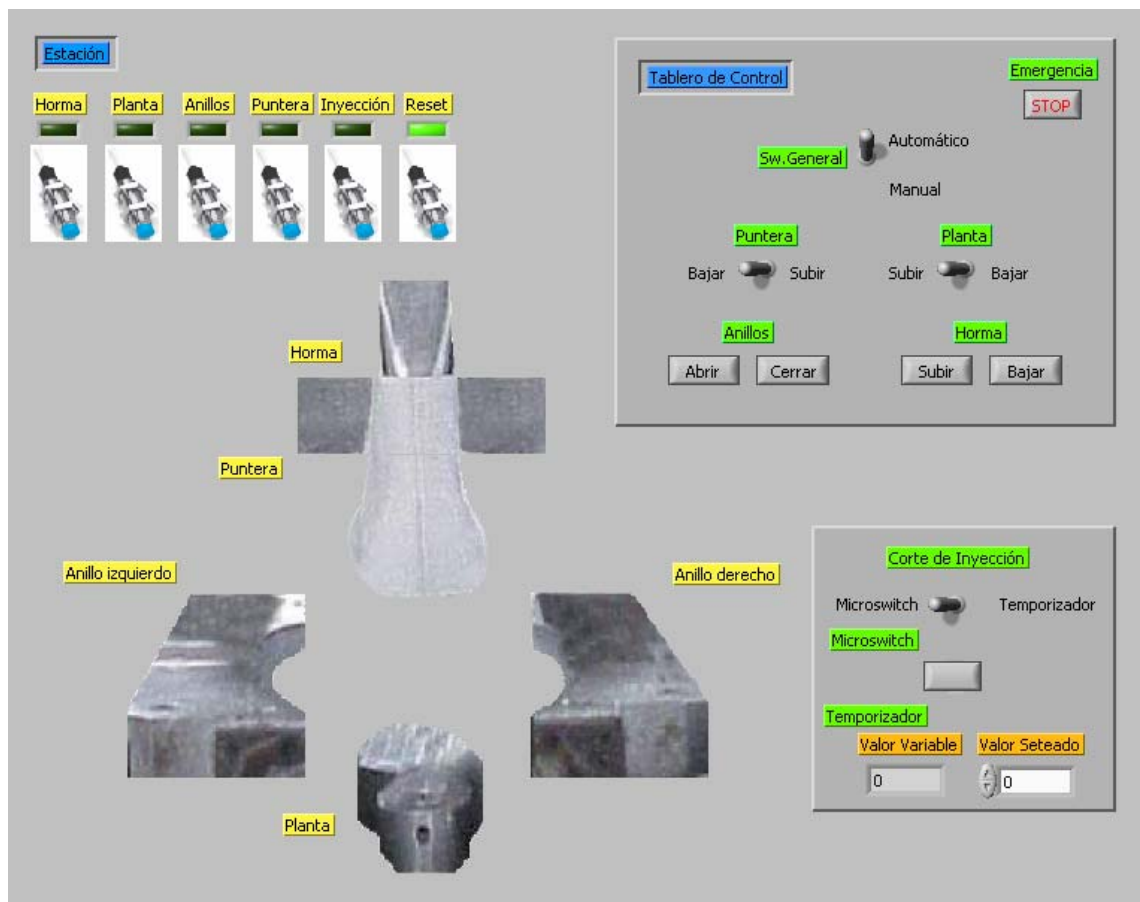 Estación
Horma Planta Anillos Puntera Inyección Reset
Tablero de Control
Emergencia
STOP
Sw.General
Automático
Manual
Puntera Planta
Bajar Subir Subir Bajar
Anillos Horma
Abrir Cerrar Subir Bajar
Horma
Puntera
Anillo izquierdo
Anillo derecho
Planta
Corte de Inyección
Microswitch Temporizador
Microswitch
Temporizador
Valor Variable Valor Seteado
0 0